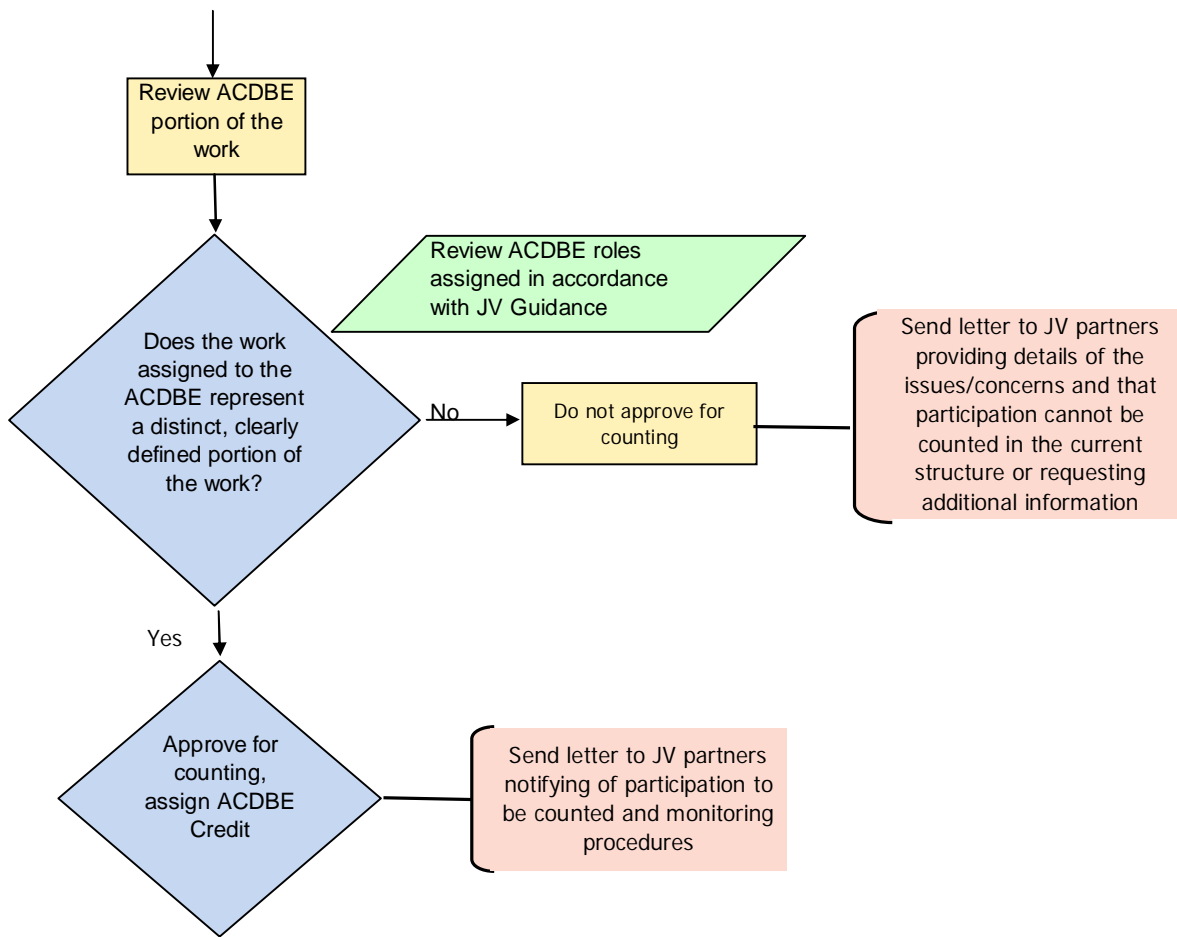 Review ACDBE
portion of the
work
Review ACDBE roles
assigned in accordance
with JV Guidance
Does the work
assigned to the
ACDBE represent
a distinct, clearly
defined portion of
the work?
No
Do not approve for
counting
Send letter to JV partners
providing details of the
issues/concerns and that
participation cannot be
counted in the current
structure or requesting
additional information
Yes
Approve for
counting,
assign ACDBE
Credit
Send letter to JV partners
notifying of participation to
be counted and monitoring
procedures